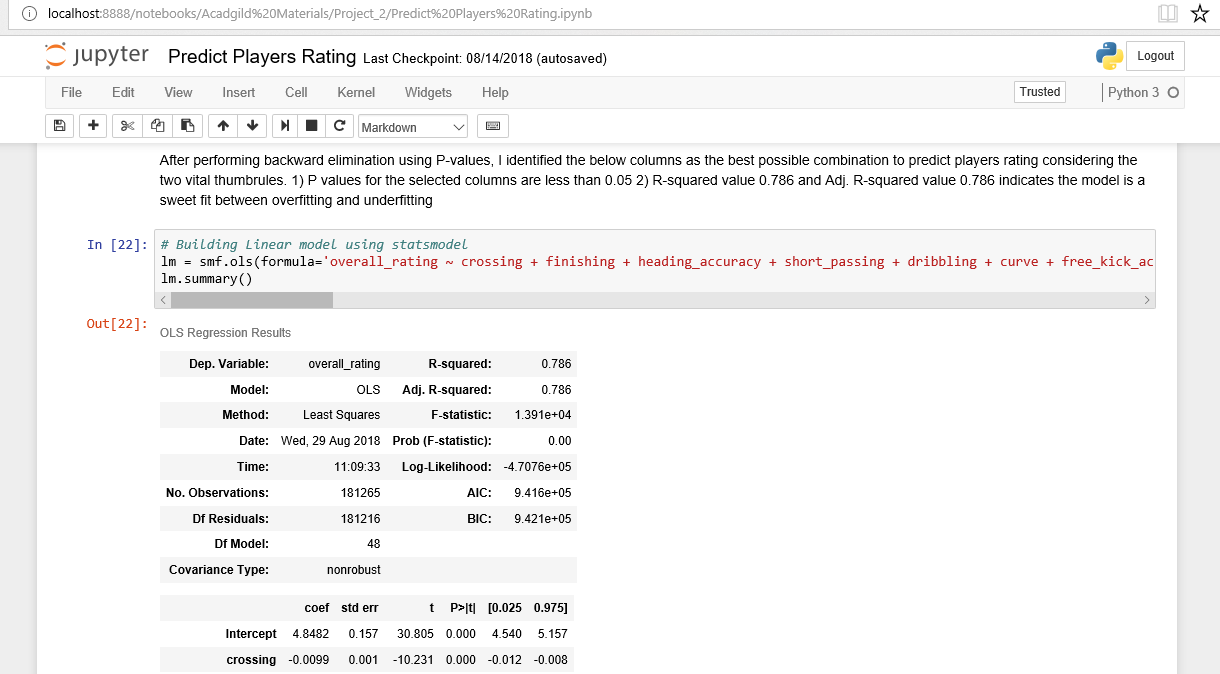 localhost:8888/notebooks/Acadgild%20Materials/Project_2/Predict%20Players%20Rating.ipynb
jupyter Predict Players Rating Last Checkpoint: 08/14/2018 (autosaved) Logout
File Edit View Insert Cell Kernel Widgets Help Trusted Python 3
Markdown
After performing backward elimination using P-values, I identified the below columns as the best possible combination to predict players rating considering the
two vital thumbrules. 1) P values for the selected columns are less than 0.05 2) R-squared value 0.786 and Adj. R-squared value 0.786 indicates the model is a
sweet fit between overfitting and underfitting
In [22]: # Building Linear model using statsmodel
lm = smf.ols(formula='overall_rating ~ crossing + finishing + heading_accuracy + short_passing + dribbling + curve + free_kick_ac
lm.summary()
Out[22]:
OLS Regression Results
Dep. Variable: overall_rating R-squared: 0.786
Model: OLS Adj. R-squared: 0.786
Method: Least Squares F-statistic: 1.391e+04
Date: Wed, 29 Aug 2018 Prob (F-statistic): 0.00
Time: 11:09:33 Log-Likelihood: -4.7076e+05
No. Observations: 181265 AIC: 9.416e+05
Df Residuals: 181216 BIC: 9.421e+05
Df Model: 48
Covariance Type: nonrobust
coef std err t P>|t| [0.025 0.975]
Intercept 4.8482 0.157 30.805 0.000 4.540 5.157
crossing -0.0099 0.001 -10.231 0.000 -0.012 -0.008